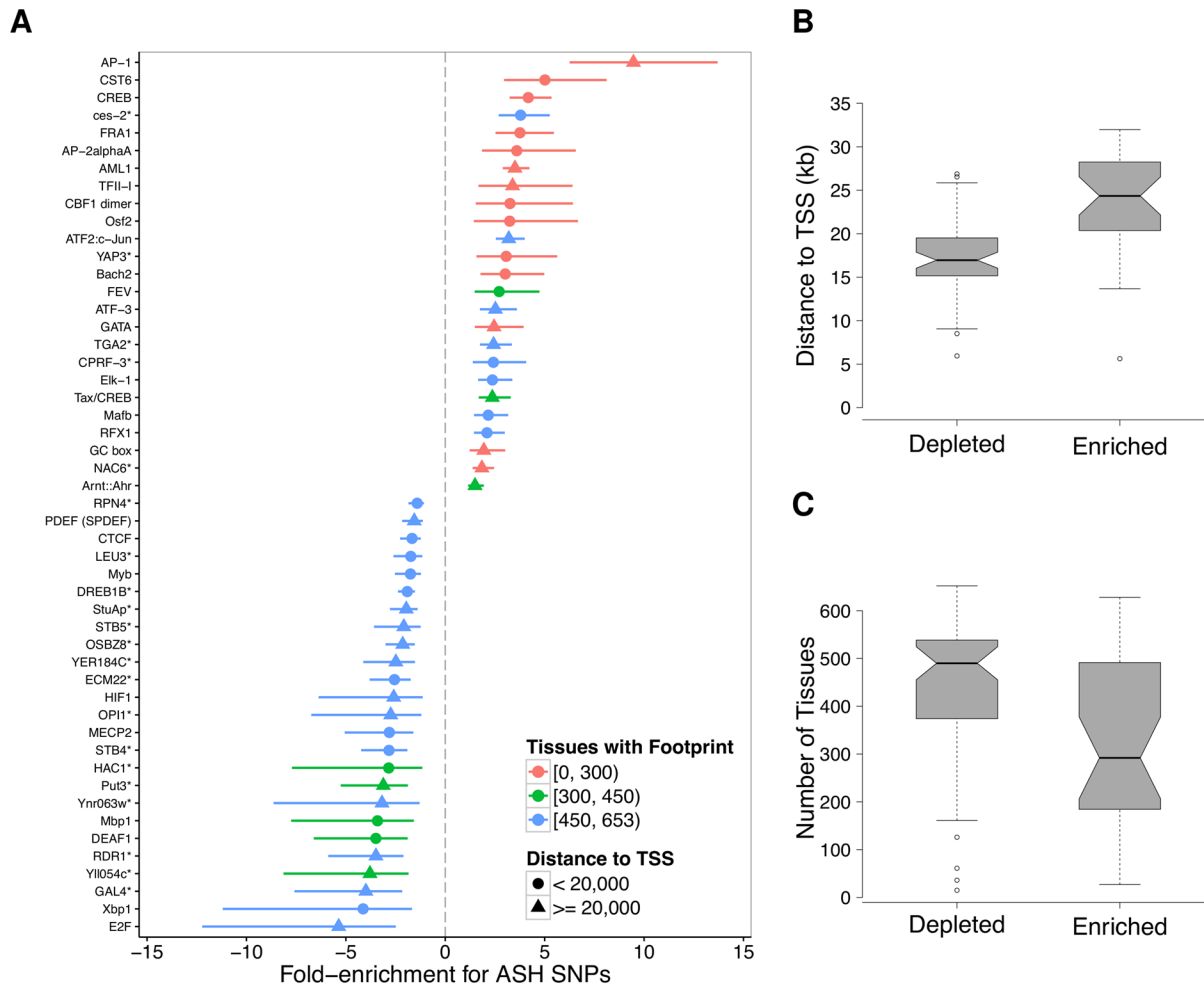 A
AP−1
CST6
CREB
ces−2*
FRA1
AP−2alphaA
AML1
TFII−I
CBF1 dimer
Osf2
ATF2:c−Jun
YAP3*
Bach2
FEV
ATF−3
GATA
TGA2*
CPRF−3*
Elk−1
Tax/CREB
Mafb
RFX1
GC box
NAC6*
Arnt::Ahr
RPN4*
PDEF (SPDEF)
CTCF
LEU3*
Myb
DREB1B*
StuAp*
STB5*
OSBZ8*
YER184C*
ECM22*
HIF1
OPI1*
MECP2
STB4*
HAC1*
Put3*
Ynr063w*
Mbp1
DEAF1
RDR1*
Yll054c*
GAL4*
Xbp1
E2F
−15 −10 −5 0 5 10 15
Fold−enrichment for ASH SNPs
Tissues with Footprint
[0, 300)
[300, 450)
[450, 653)
Distance to TSS
< 20,000
>= 20,000
B
Distance to TSS (kb)
35
30
25
20
15
10
5
0
Depleted Enriched
C
Number of Tissues
600
500
400
300
200
100
0
Depleted Enriched